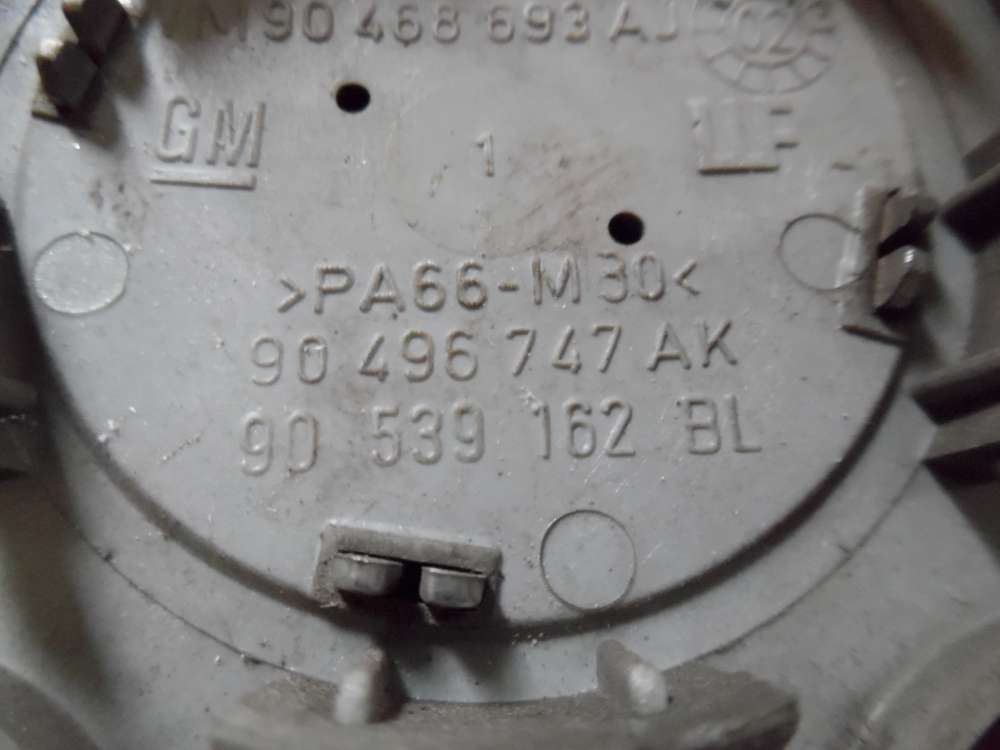 90 468 693 AJ
GM
1
>PA66-M30<
90 496 747 AK
90 539 162 BL